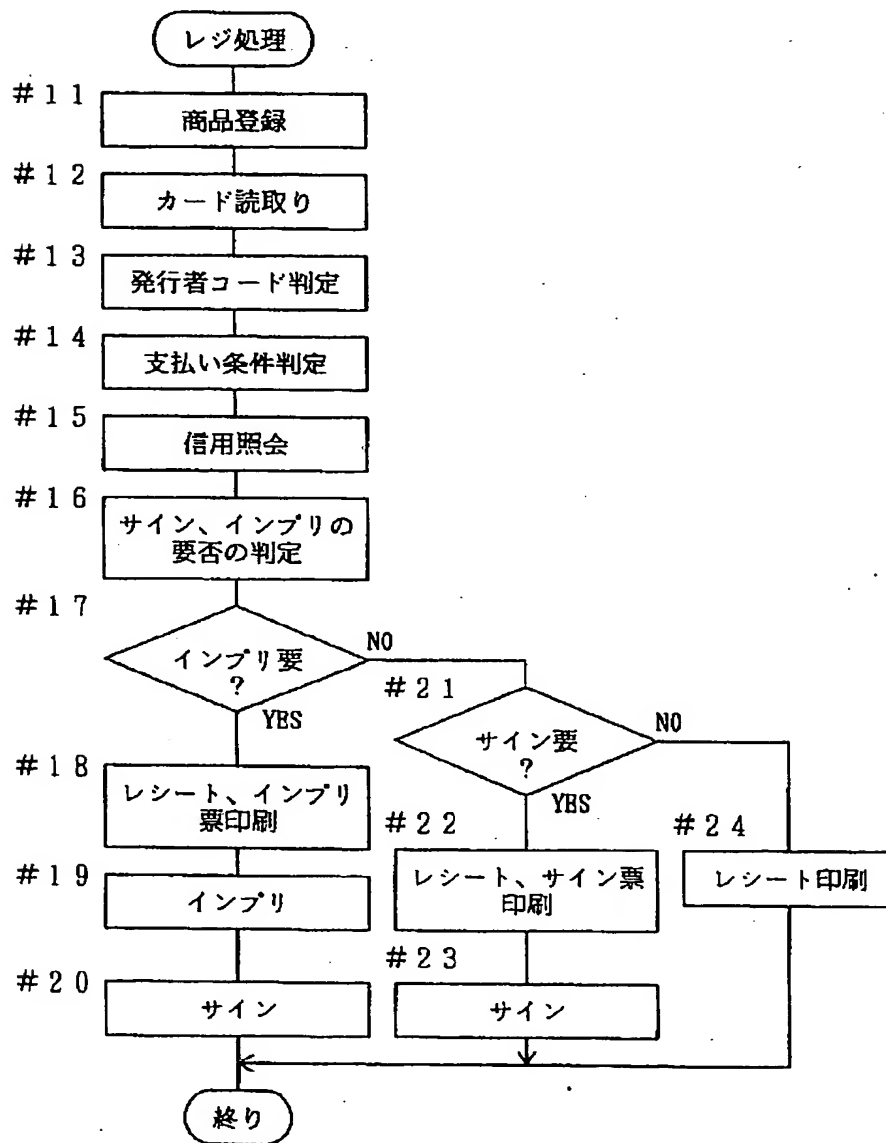 レジ処理
#11
商品登録
#12
カード読取り
#13
発行者コード判定
#14
支払い条件判定
#15
信用照会
#16
サイン、インプリの
要否の判定
#17
インプリ要
?
NO
YES
#18
レシート、インプリ
票印刷
#19
インプリ
#20
サイン
#21
サイン要
?
NO
YES
#22
レシート、サイン票
印刷
#23
サイン
#24
レシート印刷
終り